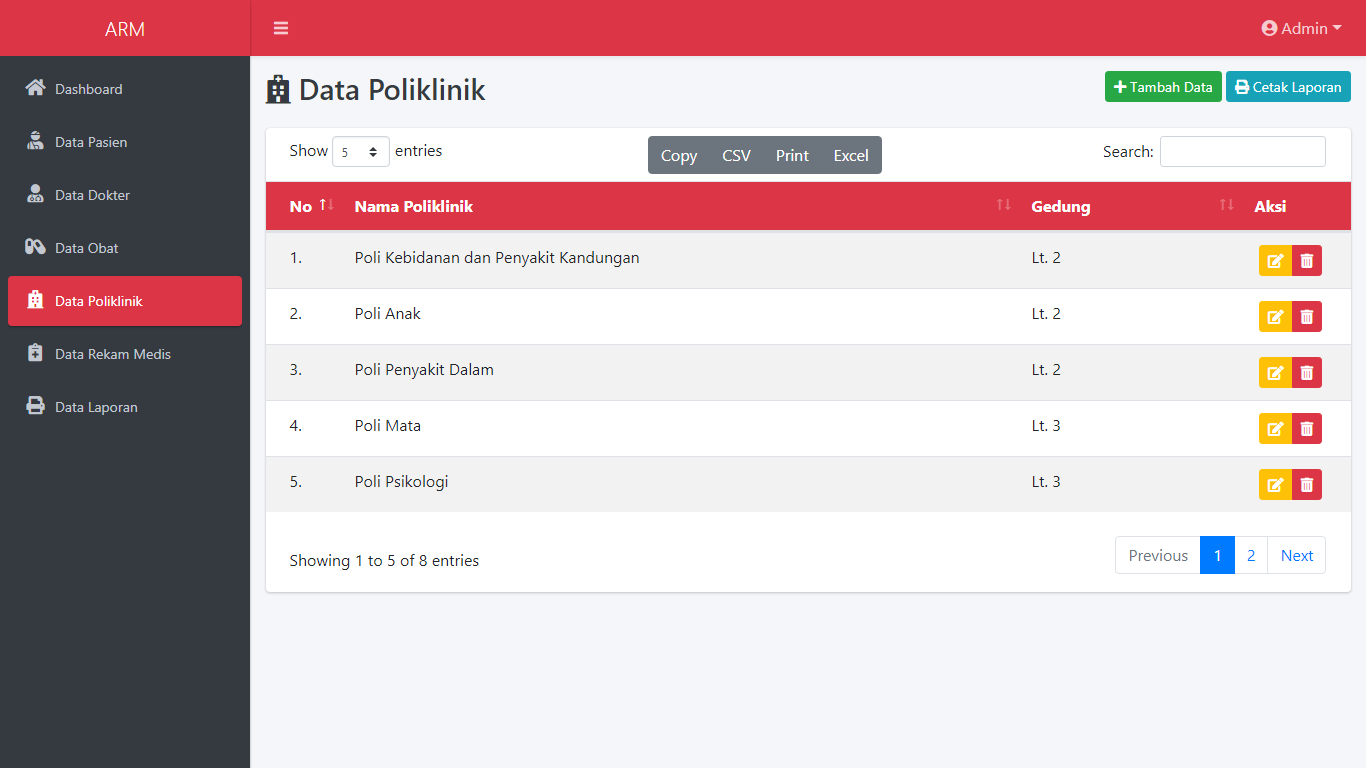 ARM
Admin
Dashboard
Data Pasien
Data Dokter
Data Obat
Data Poliklinik
Data Rekam Medis
Data Laporan
Data Poliklinik
Tambah Data
Cetak Laporan
Show 5 entries
Copy CSV Print Excel
Search:
No Nama Poliklinik Gedung Aksi
1. Poli Kebidanan dan Penyakit Kandungan Lt. 2
2. Poli Anak Lt. 2
3. Poli Penyakit Dalam Lt. 2
4. Poli Mata Lt. 3
5. Poli Psikologi Lt. 3
Showing 1 to 5 of 8 entries
Previous 1 2 Next